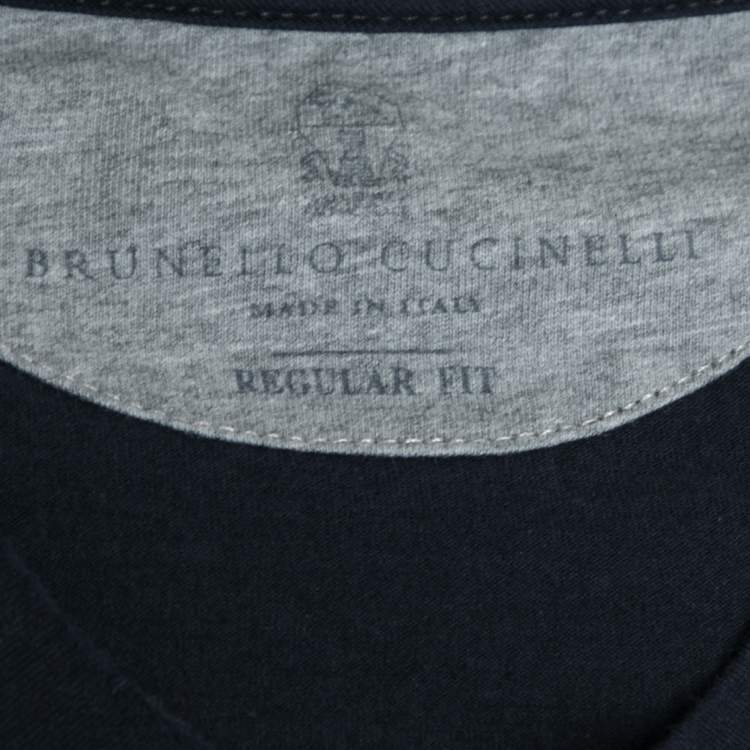 BRUNELLO CUCINELLI
MADE IN ITALY
REGULAR FIT